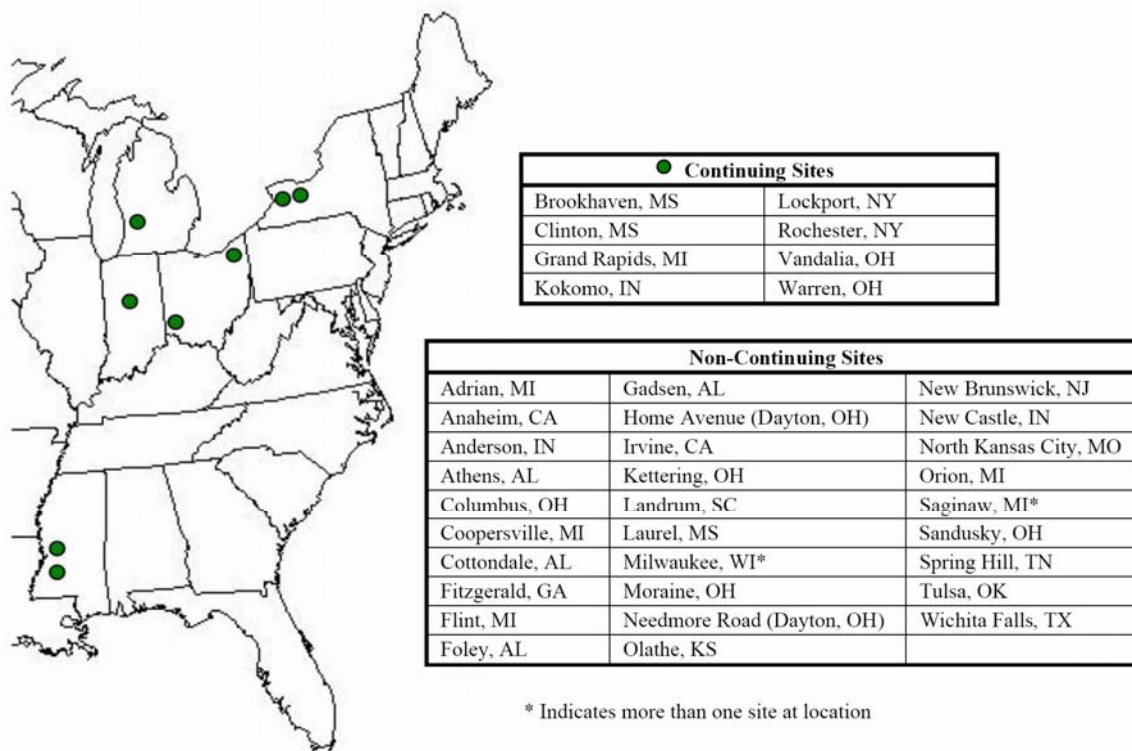 Continuing Sites
Brookhaven, MS Lockport, NY
Clinton, MS Rochester, NY
Grand Rapids, MI Vandalia, OH
Kokomo, IN Warren, OH
Non-Continuing Sites
Adrian, MI Gadsen, AL New Brunswick, NJ
Anaheim, CA Home Avenue (Dayton, OH) New Castle, IN
Anderson, IN Irvine, CA North Kansas City, MO
Athens, AL Kettering, OH Orion, MI
Columbus, OH Landrum, SC Saginaw, MI*
Coopersville, MI Laurel, MS Sandusky, OH
Cottondale, AL Milwaukee, WI* Spring Hill, TN
Fitzgerald, GA Moraine, OH Tulsa, OK
Flint, MI Needmore Road (Dayton, OH) Wichita Falls, TX
Foley, AL Olathe, KS
* Indicates more than one site at location